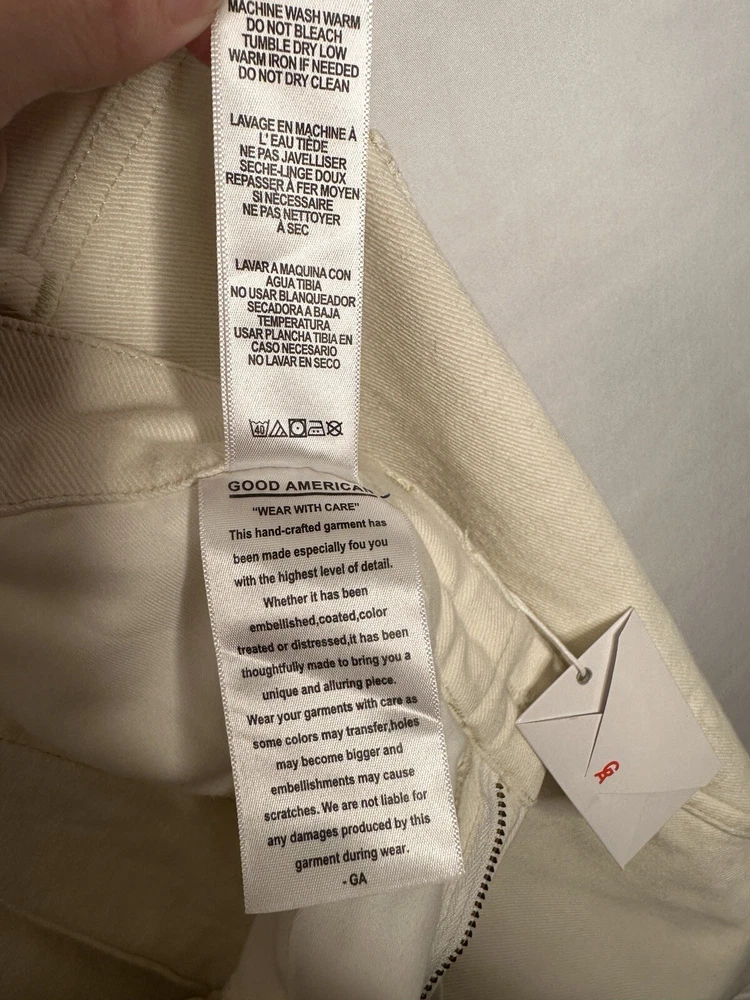 MACHINE WASH WARM
DO NOT BLEACH
TUMBLE DRY LOW
WARM IRON IF NEEDED
DO NOT DRY CLEAN
LAVAGE EN MACHINE À
L' EAU TIÈDE
NE PAS JAVELLISER
SECHE-LINGE DOUX
REPASSER À FER MOYEN
SI NÉCESSAIRE
NE PAS NETTOYER
À SEC
LAVAR A MAQUINA CON
AGUA TIBIA
NO USAR BLANQUEADOR
SECADORA A BAJA
TEMPERATURA
USAR PLANCHA TIBIA EN
CASO NECESARIO
NO LAVAR EN SECO
40
GOOD AMERICAN
"WEAR WITH CARE"
This hand-crafted garment has
been made especially fou you
with the highest level of detail.
Whether it has been
embellished,coated,color
treated or distressed,it has been
thoughtfully made to bring you a
unique and alluring piece.
Wear your garments with care as
some colors may transfer,holes
may become bigger and
embellishments may cause
scratches. We are not liable for
any damages produced by this
garment during wear.
- GA
GA